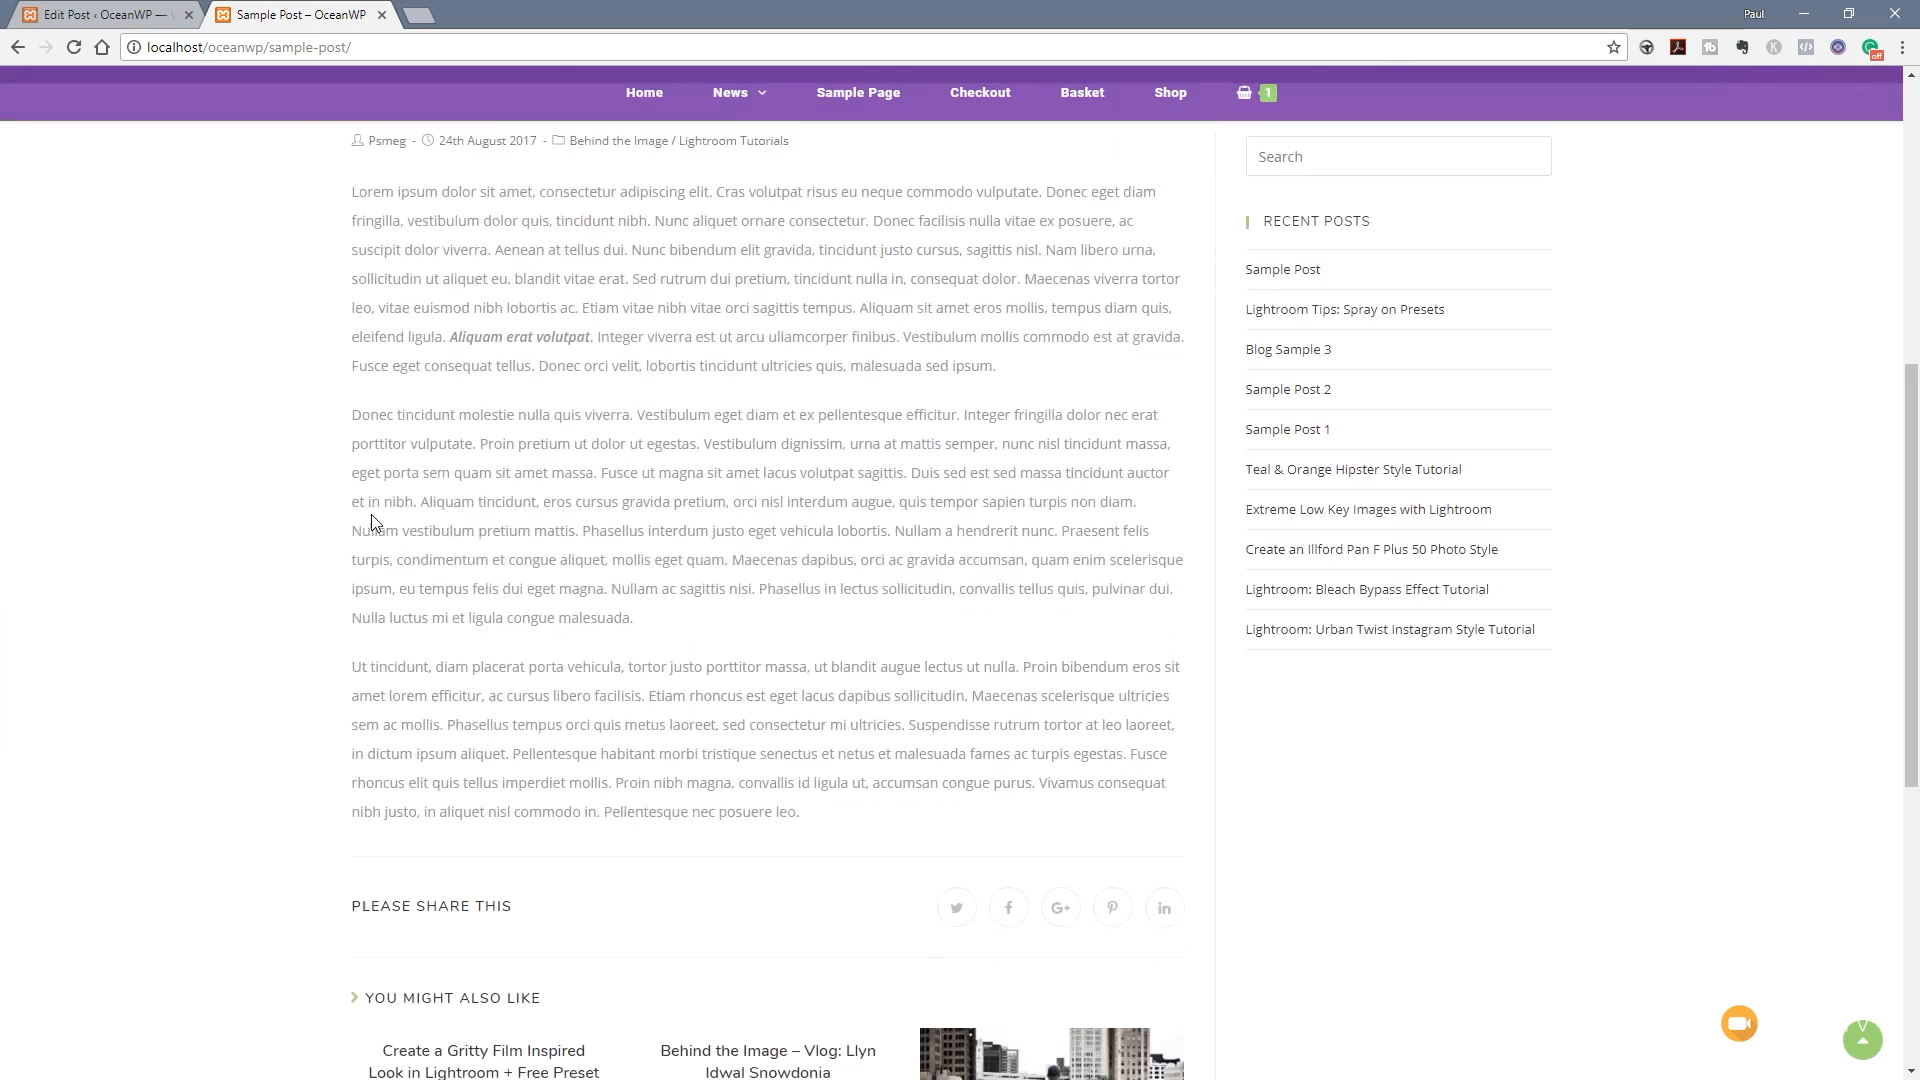 Edit Post ‹ OceanWP —
Sample Post – OceanWP
Paul
localhost/oceanwp/sample-post/
off
Home
News
Sample Page
Checkout
Basket
Shop
1
Psmeg - 24th August 2017 - Behind the Image / Lightroom Tutorials
Lorem ipsum dolor sit amet, consectetur adipiscing elit. Cras volutpat risus eu neque commodo vulputate. Donec eget diam
fringilla, vestibulum dolor quis, tincidunt nibh. Nunc aliquet ornare consectetur. Donec facilisis nulla vitae ex posuere, ac
suscipit dolor viverra. Aenean at tellus dui. Nunc bibendum elit gravida, tincidunt justo cursus, sagittis nisl. Nam libero urna,
sollicitudin ut aliquet eu, blandit vitae erat. Sed rutrum dui pretium, tincidunt nulla in, consequat dolor. Maecenas viverra tortor
leo, vitae euismod nibh lobortis ac. Etiam vitae nibh vitae orci sagittis tempus. Aliquam sit amet eros mollis, tempus diam quis,
eleifend ligula. Aliquam erat volutpat. Integer viverra est ut arcu ullamcorper finibus. Vestibulum mollis commodo est at gravida.
Fusce eget consequat tellus. Donec orci velit, lobortis tincidunt ultricies quis, malesuada sed ipsum.
Donec tincidunt molestie nulla quis viverra. Vestibulum eget diam et ex pellentesque efficitur. Integer fringilla dolor nec erat
porttitor vulputate. Proin pretium ut dolor ut egestas. Vestibulum dignissim, urna at mattis semper, nunc nisl tincidunt massa,
eget porta sem quam sit amet massa. Fusce ut magna sit amet lacus volutpat sagittis. Duis sed est sed massa tincidunt auctor
et in nibh. Aliquam tincidunt, eros cursus gravida pretium, orci nisl interdum augue, quis tempor sapien turpis non diam.
Nullam vestibulum pretium mattis. Phasellus interdum justo eget vehicula lobortis. Nullam a hendrerit nunc. Praesent felis
turpis, condimentum et congue aliquet, mollis eget quam. Maecenas dapibus, orci ac gravida accumsan, quam enim scelerisque
ipsum, eu tempus felis dui eget magna. Nullam ac sagittis nisi. Phasellus in lectus sollicitudin, convallis tellus quis, pulvinar dui.
Nulla luctus mi et ligula congue malesuada.
Ut tincidunt, diam placerat porta vehicula, tortor justo porttitor massa, ut blandit augue lectus ut nulla. Proin bibendum eros sit
amet lorem efficitur, ac cursus libero facilisis. Etiam rhoncus est eget lacus dapibus sollicitudin. Maecenas scelerisque ultricies
sem ac mollis. Phasellus tempus orci quis metus laoreet, sed consectetur mi ultricies. Suspendisse rutrum tortor at leo laoreet,
in dictum ipsum aliquet. Pellentesque habitant morbi tristique senectus et netus et malesuada fames ac turpis egestas. Fusce
rhoncus elit quis tellus imperdiet mollis. Proin nibh magna, convallis id ligula ut, accumsan congue purus. Vivamus consequat
nibh justo, in aliquet nisl commodo in. Pellentesque nec posuere leo.
PLEASE SHARE THIS
YOU MIGHT ALSO LIKE
Create a Gritty Film Inspired
Look in Lightroom + Free Preset
Behind the Image – Vlog: Llyn
Idwal Snowdonia
Search
RECENT POSTS
Sample Post
Lightroom Tips: Spray on Presets
Blog Sample 3
Sample Post 2
Sample Post 1
Teal & Orange Hipster Style Tutorial
Extreme Low Key Images with Lightroom
Create an Illford Pan F Plus 50 Photo Style
Lightroom: Bleach Bypass Effect Tutorial
Lightroom: Urban Twist Instagram Style Tutorial